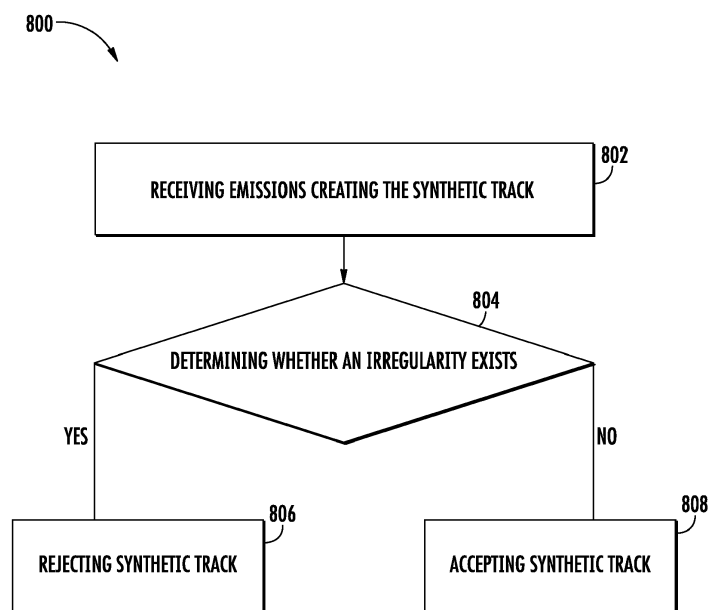 800
802
RECEIVING EMISSIONS CREATING THE SYNTHETIC TRACK
804
DETERMINING WHETHER AN IRREGULARITY EXISTS
YES
NO
806
808
REJECTING SYNTHETIC TRACK
ACCEPTING SYNTHETIC TRACK